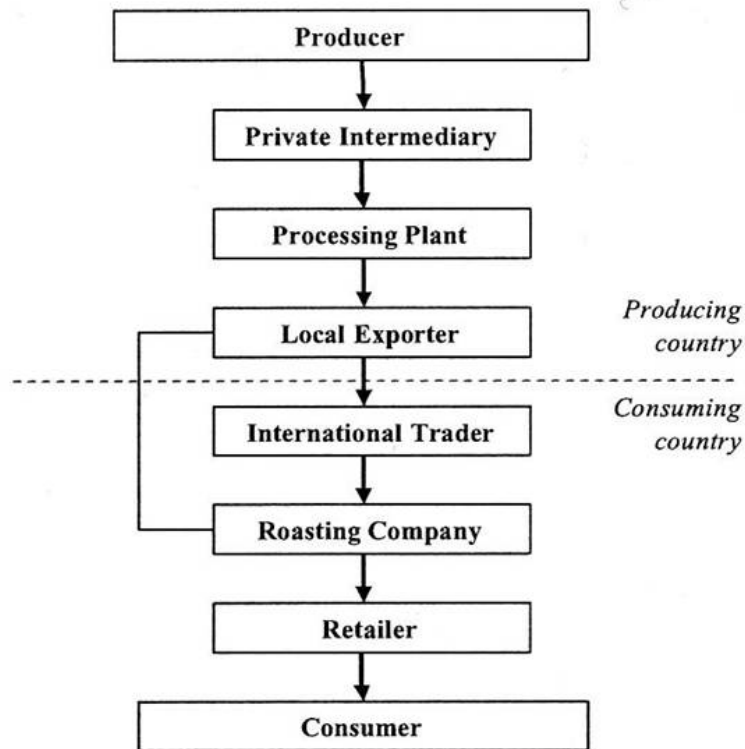 Producer
Private Intermediary
Processing Plant
Local Exporter
Producing
country
Consuming
country
International Trader
Roasting Company
Retailer
Consumer